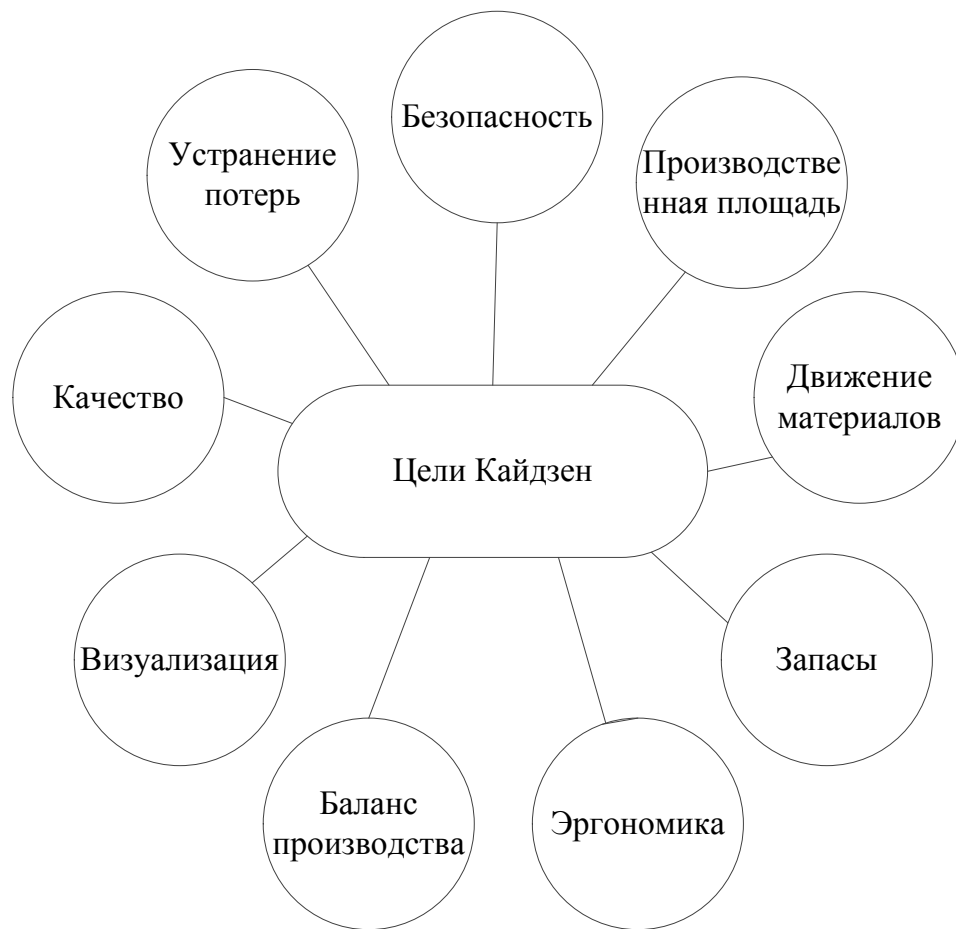 Безопасность
Устранение
потерь
Производстве
нная площадь
Качество
Движение
материалов
Цели Кайдзен
Визуализация
Запасы
Баланс
производства
Эргономика